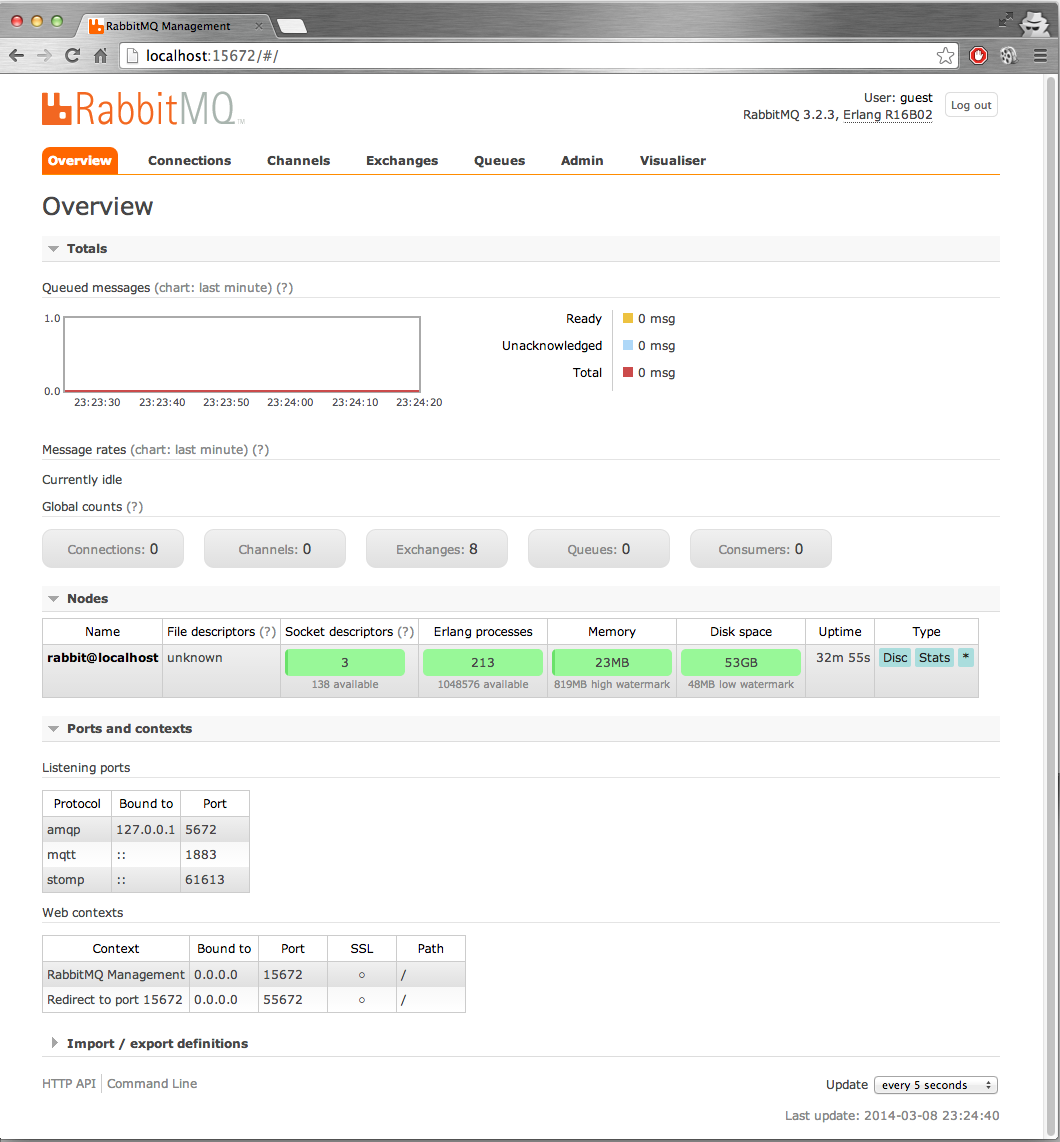 RabbitMQ Management
localhost:15672/#/
RabbitMQ™
User: guest
RabbitMQ 3.2.3, Erlang R16B02
Log out
Overview Connections Channels Exchanges Queues Admin Visualiser
Overview
Totals
Queued messages (chart: last minute) (?)
1.0
0.0
23:23:30 23:23:40 23:23:50 23:24:00 23:24:10 23:24:20
Ready 0 msg
Unacknowledged 0 msg
Total 0 msg
Message rates (chart: last minute) (?)
Currently idle
Global counts (?)
Connections: 0 Channels: 0 Exchanges: 8 Queues: 0 Consumers: 0
Nodes
Name File descriptors (?) Socket descriptors (?) Erlang processes Memory Disk space Uptime Type
rabbit@localhost unknown 3 213 23MB 53GB 32m 55s Disc Stats *
138 available 1048576 available 819MB high watermark 48MB low watermark
Ports and contexts
Listening ports
Protocol Bound to Port
amqp 127.0.0.1 5672
mqtt :: 1883
stomp :: 61613
Web contexts
Context Bound to Port SSL Path
RabbitMQ Management 0.0.0.0 15672 ○ /
Redirect to port 15672 0.0.0.0 55672 ○ /
Import / export definitions
HTTP API Command Line
Update every 5 seconds
Last update: 2014-03-08 23:24:40